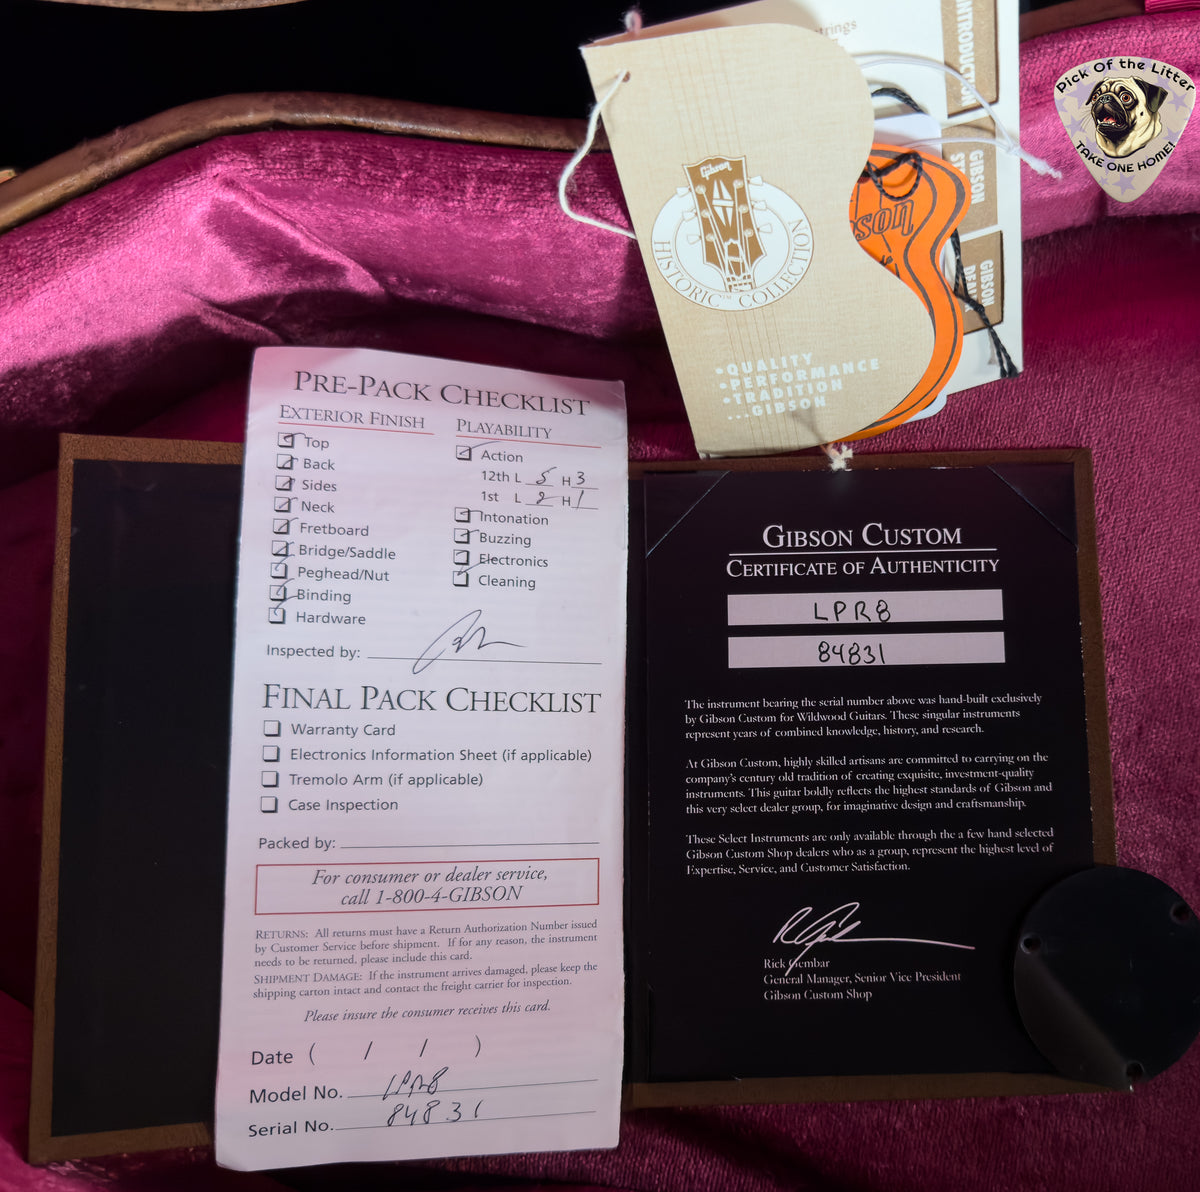 Pick Of the Litter
TAKE ONE HOME!
INTRODUCTION
GIBSON
GIBSON
Gibson
HISTORIC™ COLLECTION
•QUALITY
•PERFORMANCE
•TRADITION
...GIBSON
PRE-PACK CHECKLIST
EXTERIOR FINISH
Top
Back
Sides
Neck
Fretboard
Bridge/Saddle
Peghead/Nut
Binding
Hardware
PLAYABILITY
Action
12th L 5 H 3
1st L 2 H 1
Intonation
Buzzing
Electronics
Cleaning
Inspected by:
FINAL PACK CHECKLIST
Warranty Card
Electronics Information Sheet (if applicable)
Tremolo Arm (if applicable)
Case Inspection
Packed by:
For consumer or dealer service,
call 1-800-4-GIBSON
RETURNS: All returns must have a Return Authorization Number issued
by Customer Service before shipment. If for any reason, the instrument
needs to be returned, please include this card.
SHIPMENT DAMAGE: If the instrument arrives damaged, please keep the
shipping carton intact and contact the freight carrier for inspection.
Please insure the consumer receives this card.
Date ( / / )
Model No. LPR8
Serial No. 84831
GIBSON CUSTOM
CERTIFICATE OF AUTHENTICITY
LPR8
84831
The instrument bearing the serial number above was hand-built exclusively
by Gibson Custom for Wildwood Guitars. These singular instruments
represent years of combined knowledge, history, and research.
At Gibson Custom, highly skilled artisans are committed to carrying on the
company's century old tradition of creating exquisite, investment-quality
instruments. This guitar boldly reflects the highest standards of Gibson and
this very select dealer group, for imaginative design and craftsmanship.
These Select Instruments are only available through the a few hand selected
Gibson Custom Shop dealers who as a group, represent the highest level of
Expertise, Service, and Customer Satisfaction.
Rick Gembar
General Manager, Senior Vice President
Gibson Custom Shop